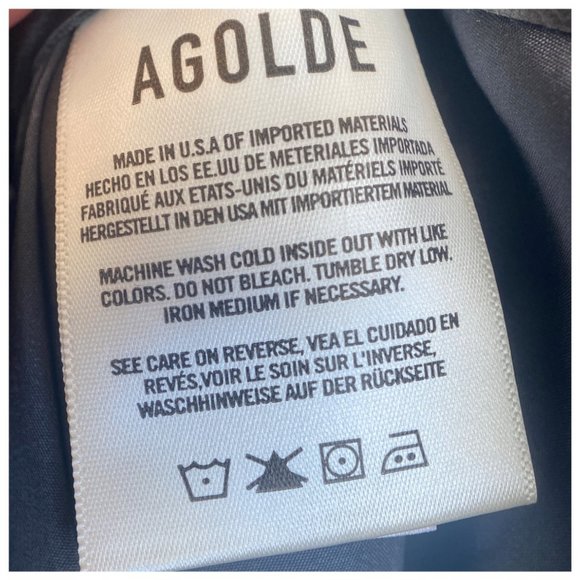 AGOLDE
MADE IN U.S.A OF IMPORTED MATERIALS
HECHO EN LOS EE.UU DE METERIALES IMPORTADA
FABRIQUÉ AUX ETATS-UNIS DU MATÉRIELS IMPORTÉ
HERGESTELLT IN DEN USA MIT IMPORTIERTEM MATERIAL
MACHINE WASH COLD INSIDE OUT WITH LIKE
COLORS. DO NOT BLEACH. TUMBLE DRY LOW.
IRON MEDIUM IF NECESSARY.
SEE CARE ON REVERSE, VEA EL CUIDADO EN
REVÉS,VOIR LE SOIN SUR L'INVERSE,
WASCHHINWEISE AUF DER RÜCKSEITE